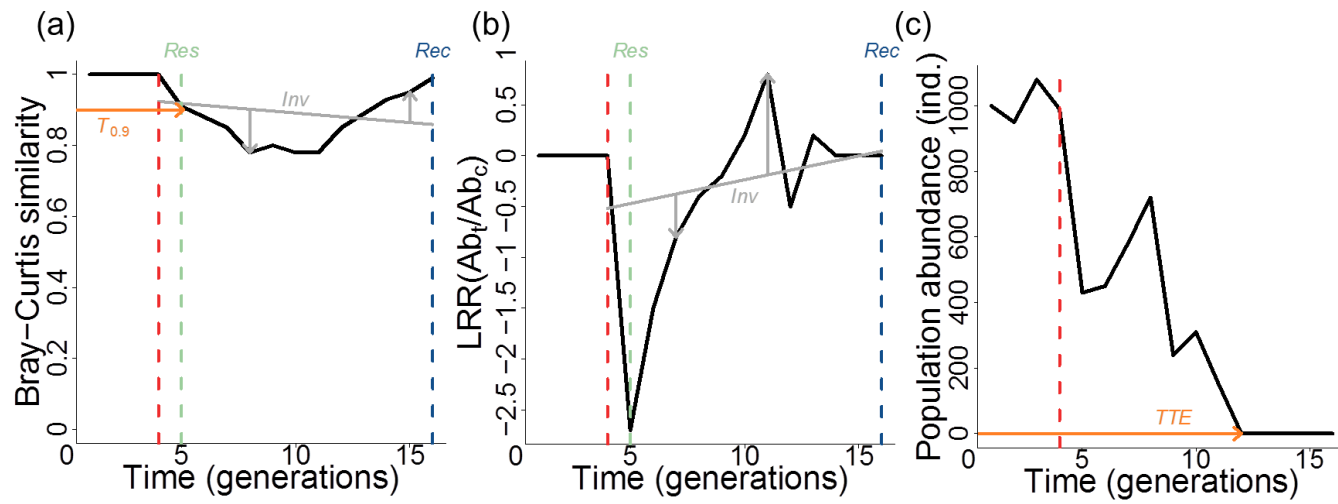 (a)
Res
Rec
Bray−Curtis similarity
1
0.8
0.6
0.4
0.2
0
Inv
T0.9
0
5
10
15
Time (generations)
(b)
Res
Rec
LRR(Abt/Abc)
1
0.5
0
−0.5
−1
−1.5
−2
−2.5
Inv
0
5
10
15
Time (generations)
(c)
Population abundance (ind.)
1000
800
600
400
200
0
TTE
0
5
10
15
Time (generations)